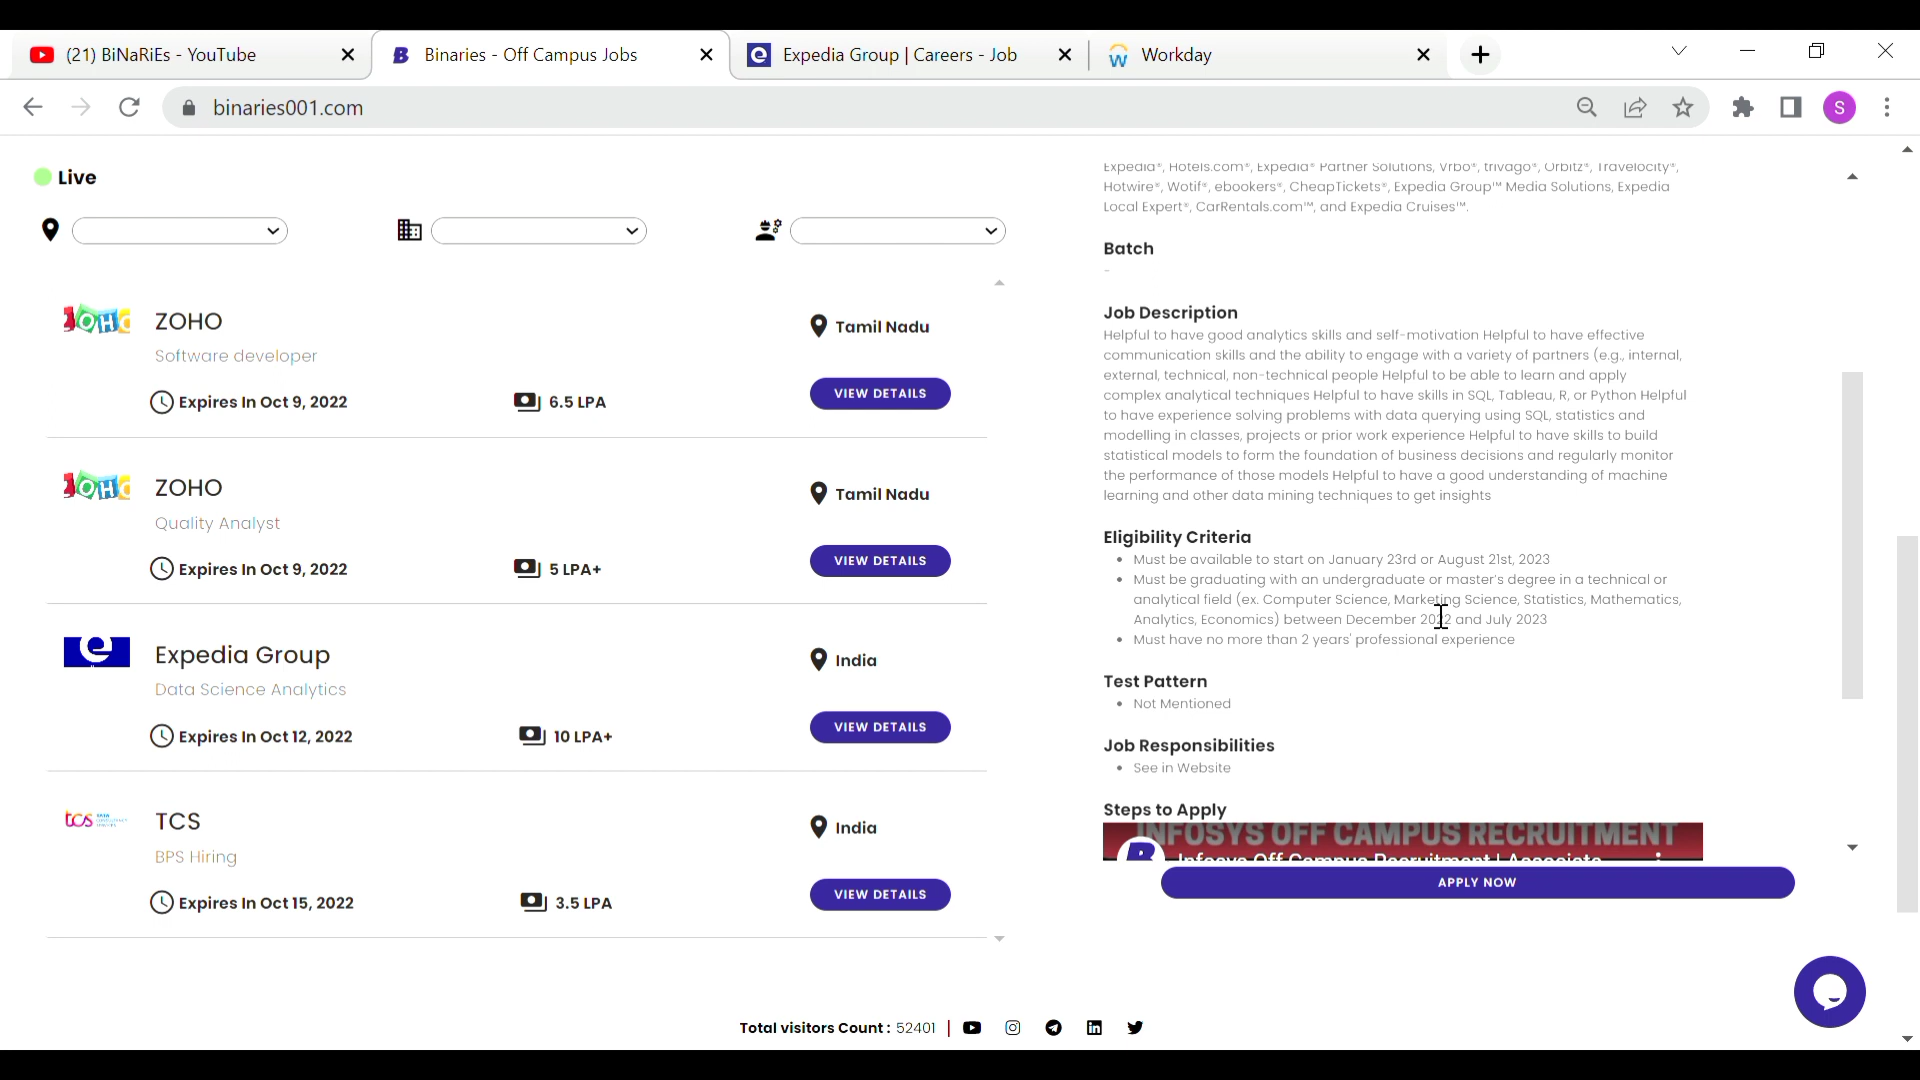 (21) BiNaRiEs - YouTube
Binaries - Off Campus Jobs
Expedia Group | Careers - Job
Workday
binaries001.com
S
Live
ZOHO
Software developer
Expires In Oct 9, 2022
6.5 LPA
Tamil Nadu
VIEW DETAILS
ZOHO
Quality Analyst
Expires In Oct 9, 2022
5 LPA+
Tamil Nadu
VIEW DETAILS
Expedia Group
Data Science Analytics
Expires In Oct 12, 2022
10 LPA+
India
VIEW DETAILS
tcs
TCS
BPS Hiring
Expires In Oct 15, 2022
3.5 LPA
India
VIEW DETAILS
Expedia®, Hotels.com®, Expedia® Partner Solutions, Vrbo®, trivago®, Orbitz®, Travelocity®,
Hotwire®, Wotif®, ebookers®, CheapTickets®, Expedia Group™ Media Solutions, Expedia
Local Expert®, CarRentals.com™, and Expedia Cruises™.
Batch
-
Job Description
Helpful to have good analytics skills and self-motivation Helpful to have effective
communication skills and the ability to engage with a variety of partners (e.g., internal,
external, technical, non-technical people Helpful to be able to learn and apply
complex analytical techniques Helpful to have skills in SQL, Tableau, R, or Python Helpful
to have experience solving problems with data querying using SQL, statistics and
modelling in classes, projects or prior work experience Helpful to have skills to build
statistical models to form the foundation of business decisions and regularly monitor
the performance of those models Helpful to have a good understanding of machine
learning and other data mining techniques to get insights
Eligibility Criteria
• Must be available to start on January 23rd or August 21st, 2023
• Must be graduating with an undergraduate or master's degree in a technical or
analytical field (ex. Computer Science, Marketing Science, Statistics, Mathematics,
Analytics, Economics) between December 2022 and July 2023
• Must have no more than 2 years' professional experience
Test Pattern
• Not Mentioned
Job Responsibilities
• See in Website
Steps to Apply
INFOSYS OFF CAMPUS RECRUITMENT
Infosys Off Campus Recruitment | Associate
APPLY NOW
Total visitors Count : 52401